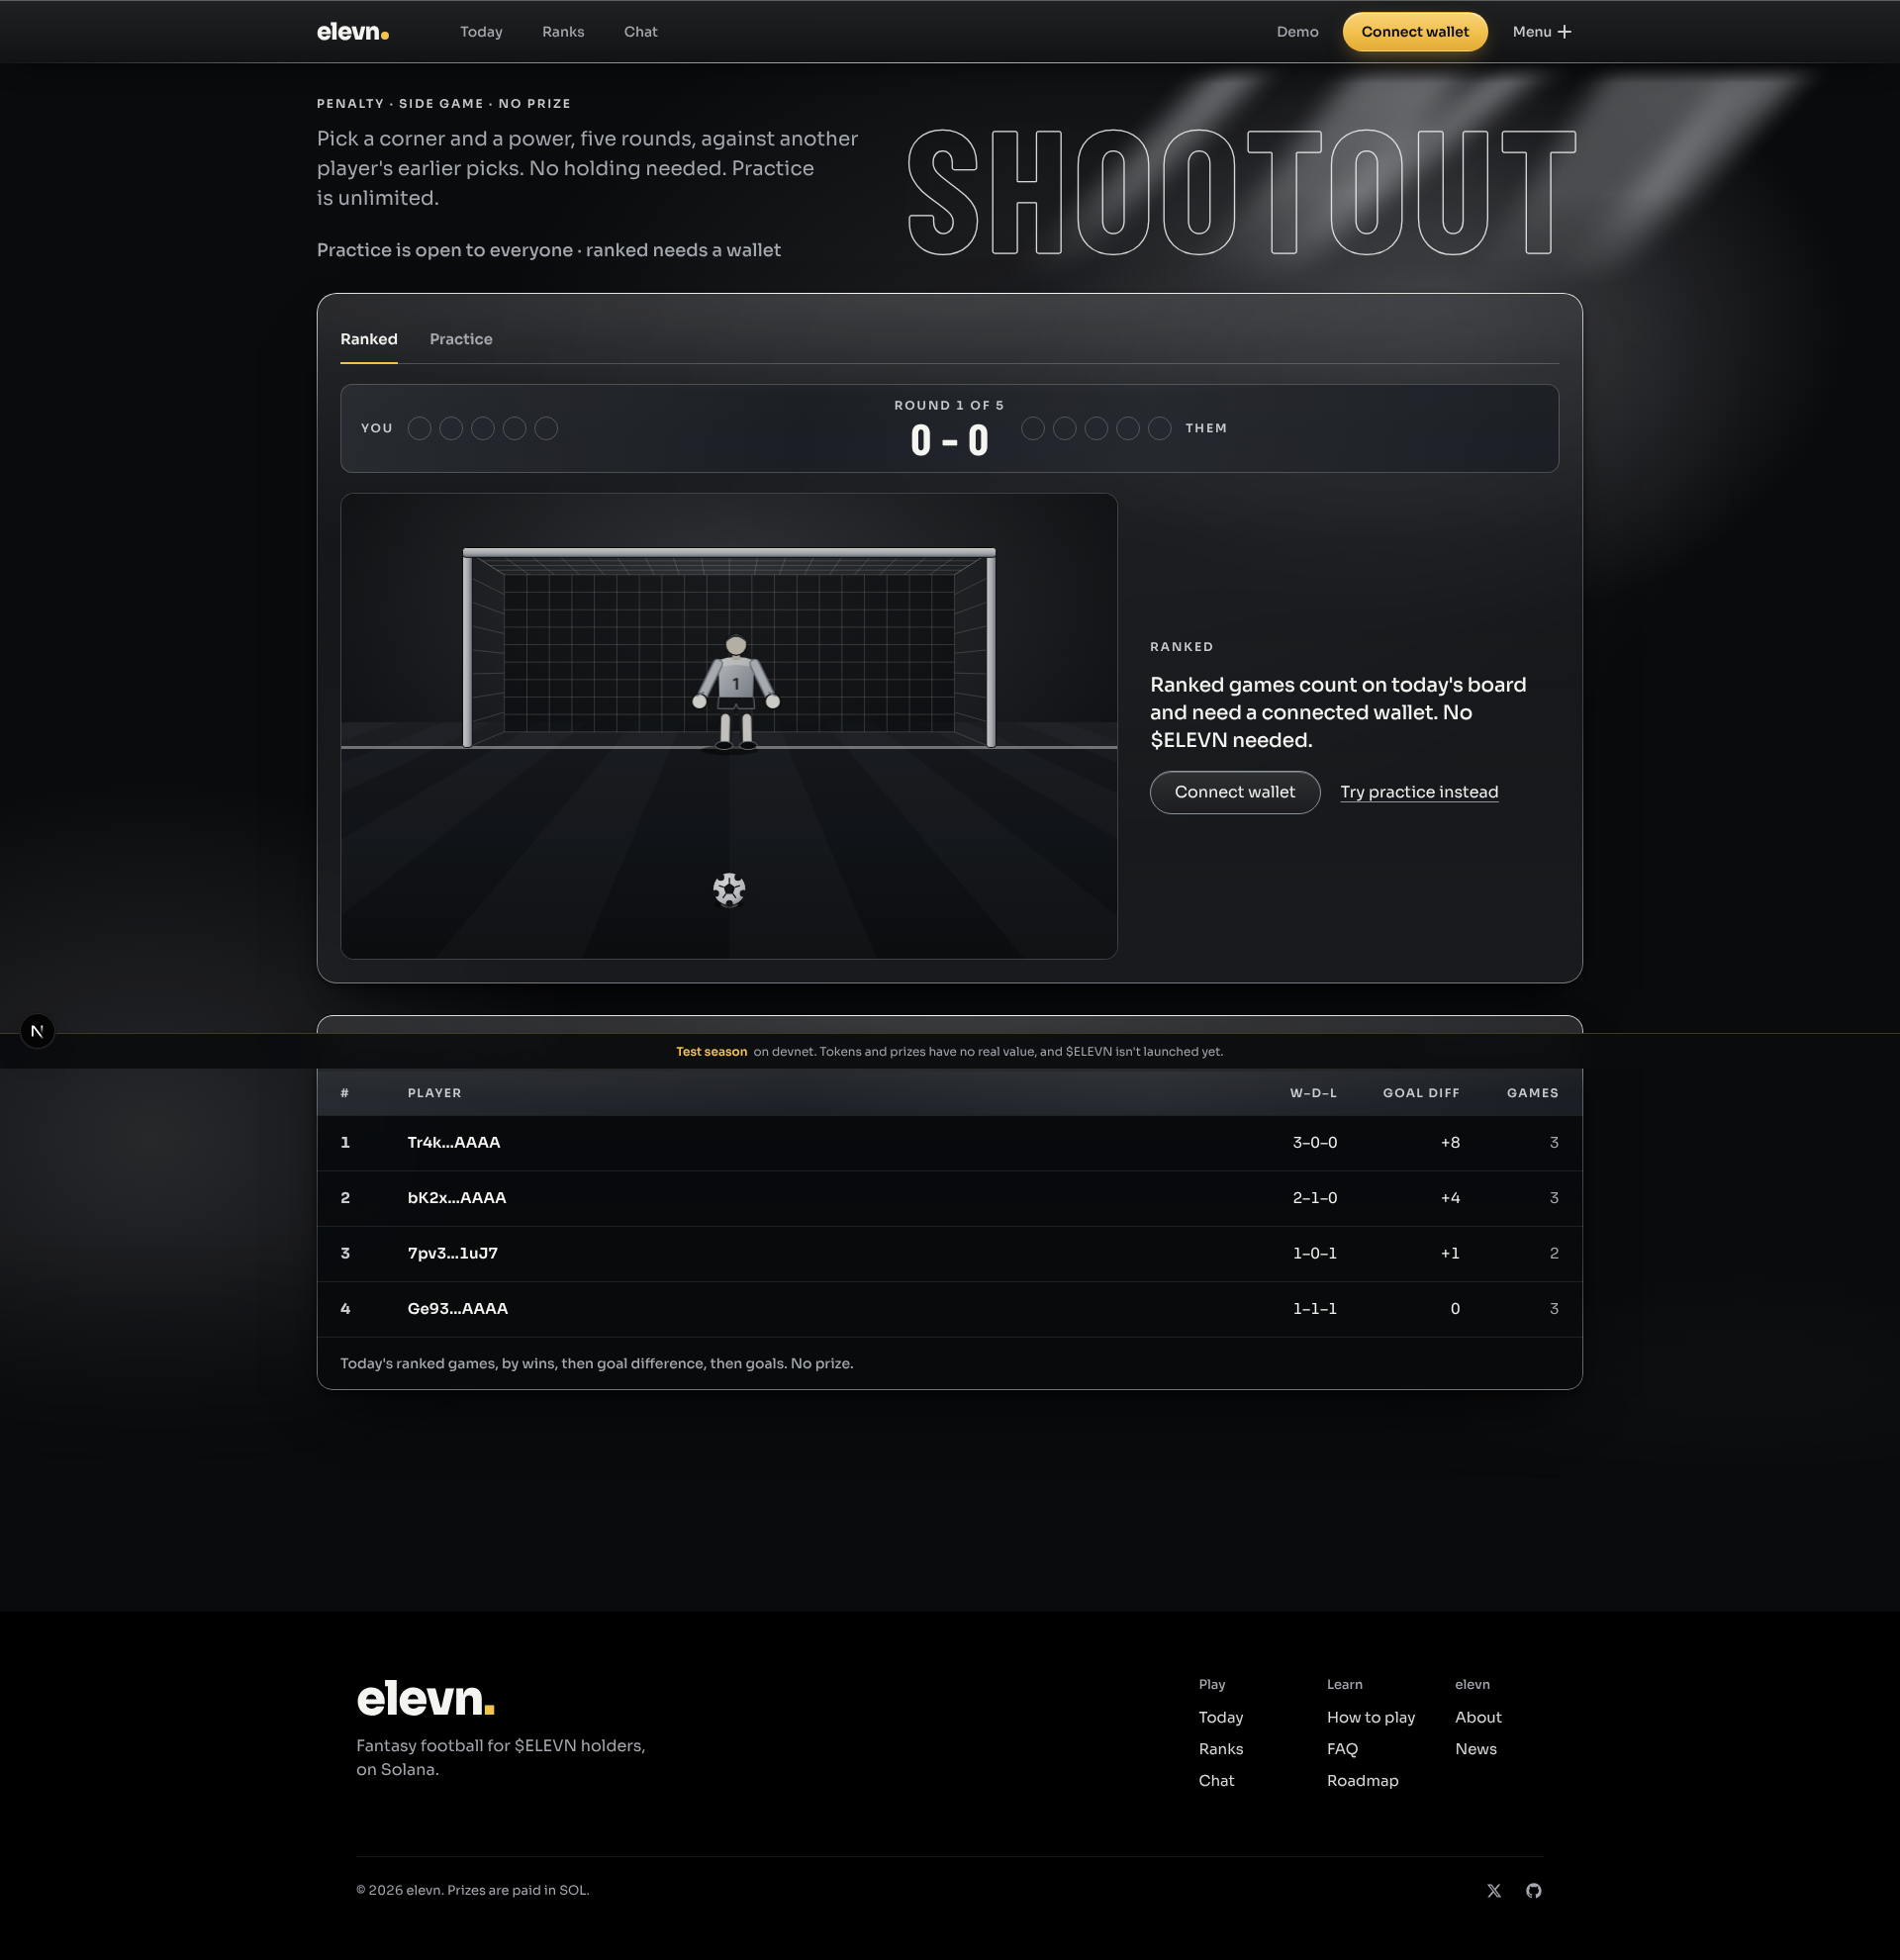 elevn.
Today
Ranks
Chat
Demo
Connect wallet
Menu
PENALTY · SIDE GAME · NO PRIZE
Pick a corner and a power, five rounds, against another
player's earlier picks. No holding needed. Practice
is unlimited.
Practice is open to everyone · ranked needs a wallet
SHOOTOUT
Ranked
Practice
YOU
ROUND 1 OF 5
0 - 0
THEM
1
RANKED
Ranked games count on today's board
and need a connected wallet. No
$ELEVN needed.
Connect wallet
Try practice instead
N
Test season on devnet. Tokens and prizes have no real value, and $ELEVN isn't launched yet.
# PLAYER W–D–L GOAL DIFF GAMES
1 Tr4k…AAAA 3–0–0 +8 3
2 bK2x…AAAA 2–1–0 +4 3
3 7pv3…1uJ7 1–0–1 +1 2
4 Ge93…AAAA 1–1–1 0 3
Today's ranked games, by wins, then goal difference, then goals. No prize.
elevn.
Fantasy football for $ELEVN holders,
on Solana.
Play
Today
Ranks
Chat
Learn
How to play
FAQ
Roadmap
elevn
About
News
© 2026 elevn. Prizes are paid in SOL.